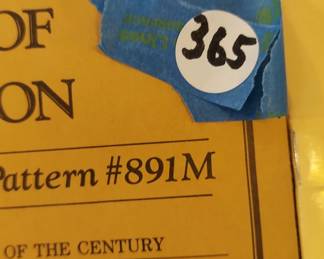 OF
365
ON
Pattern #891M
OF THE CENTURY